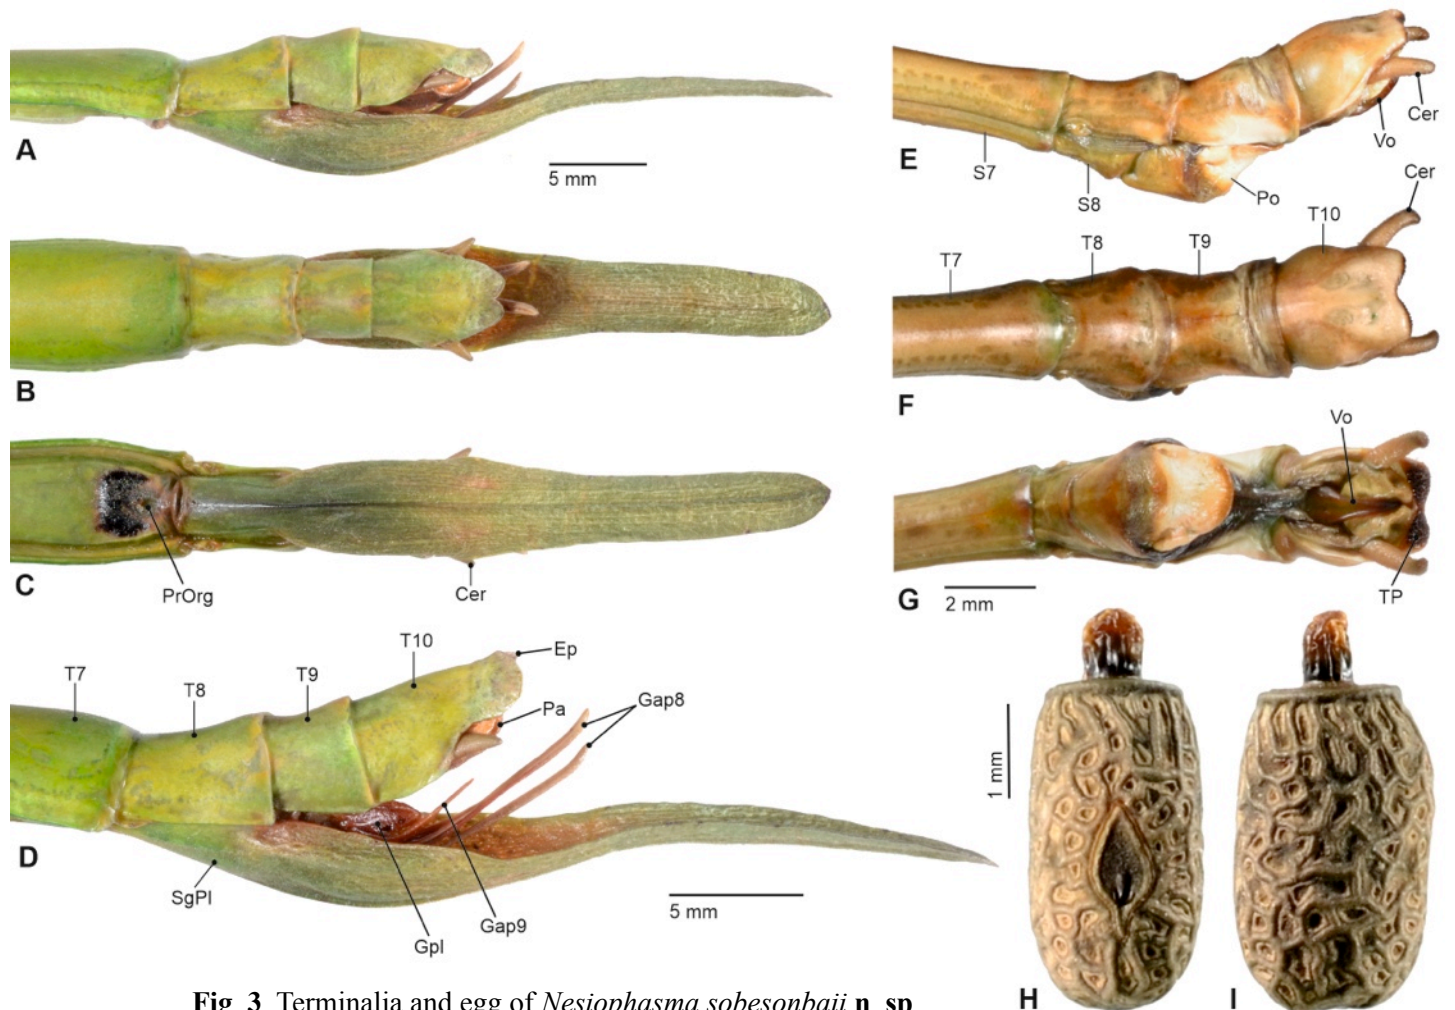 A
5 mm
B
C
PrOrg
Cer
T7
T8
T9
T10
Ep
Pa
Gap8
D
SgPl
Gpl
Gap9
5 mm
E
S7
S8
Po
Vo
Cer
Cer
T7
T8
T9
T10
F
Vo
G
2 mm
TP
1 mm
H
I
Fig. 3. Terminalia and egg of Nesiophasma sobesonbaii n. sp.